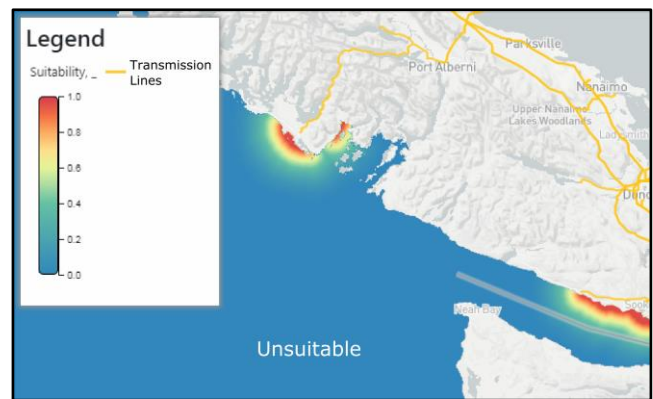 Legend
Suitability, _
Transmission
Lines
1.0
0.8
0.6
0.4
0.2
0.0
Parksville
Port Alberni
Nanaimo
Upper Nanaimo
Lakes Woodlands
Ladysmith
Neah Bay
Unsuitable